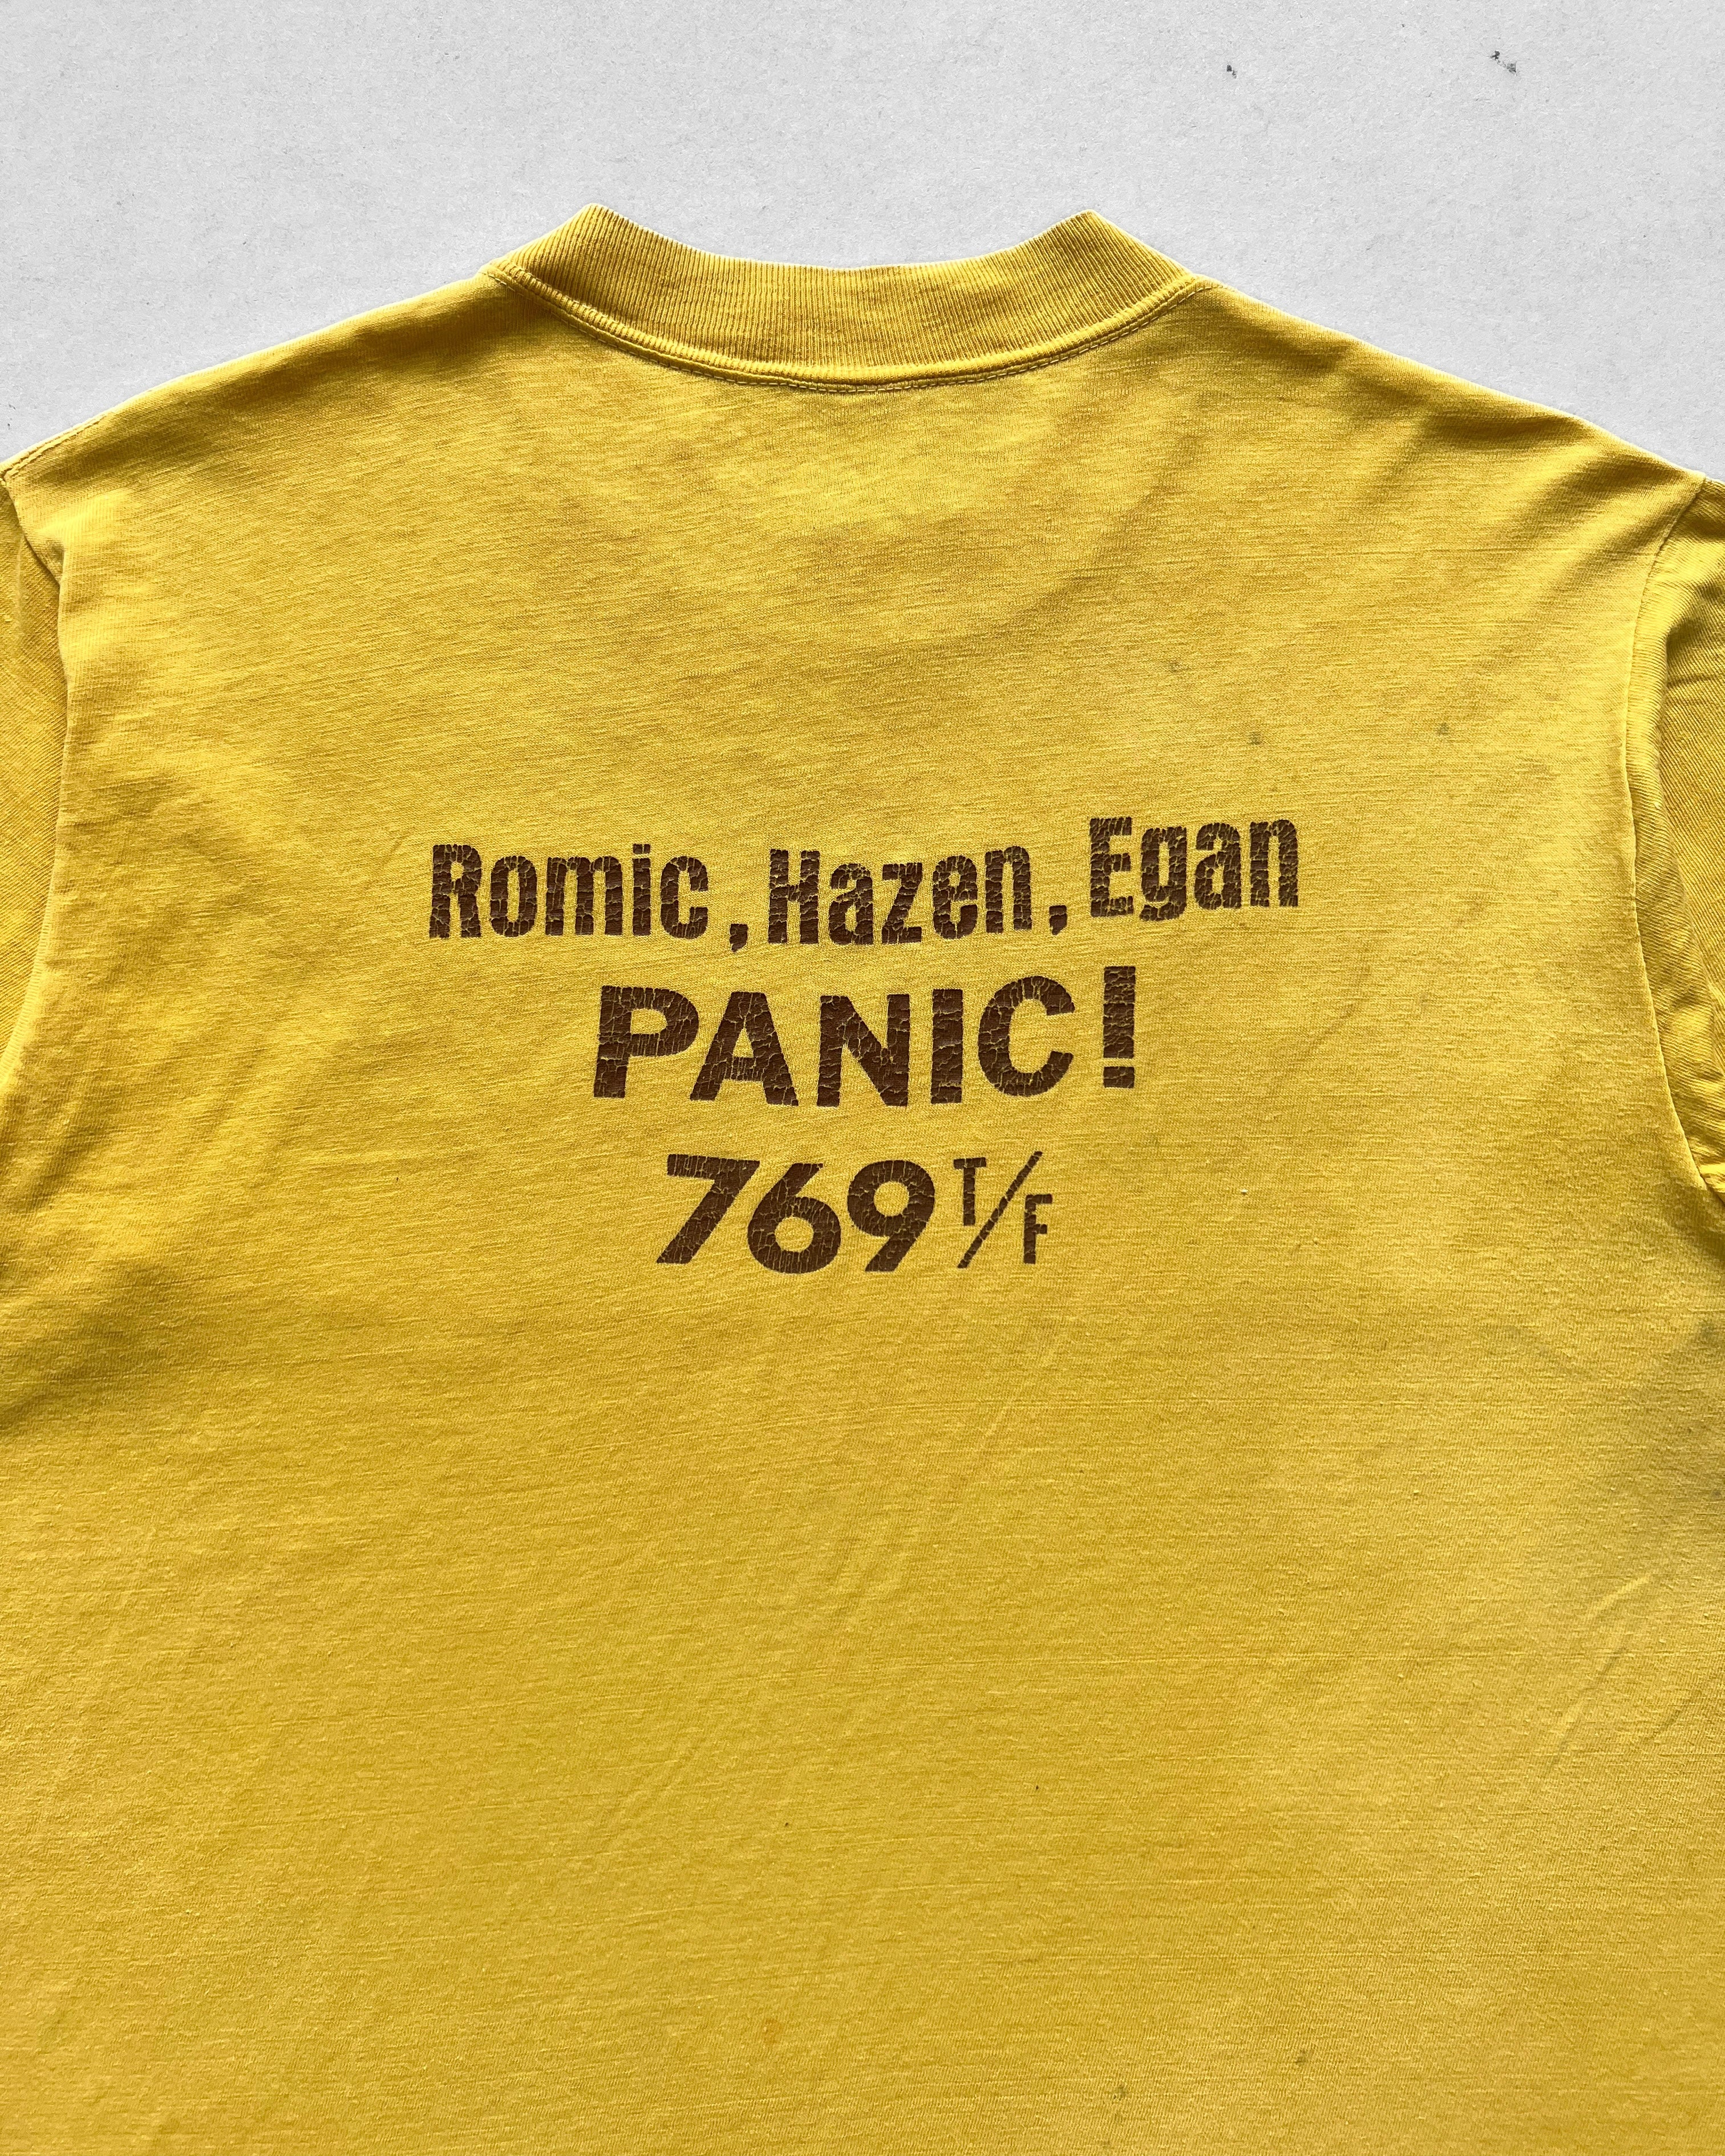 Romic, Hazen, Egan
PANIC!
769 T/F